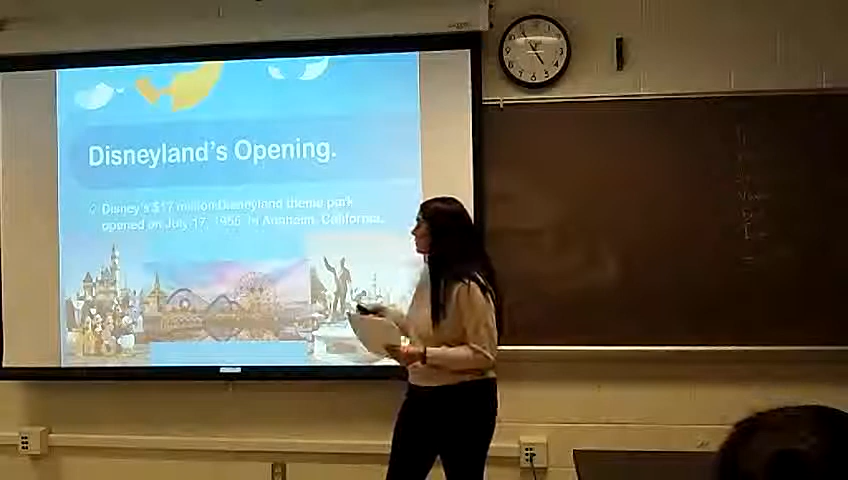 Disneyland's Opening.
Disney's $17 million Disneyland theme park
opened on July 17, 1955, in Anaheim, California.